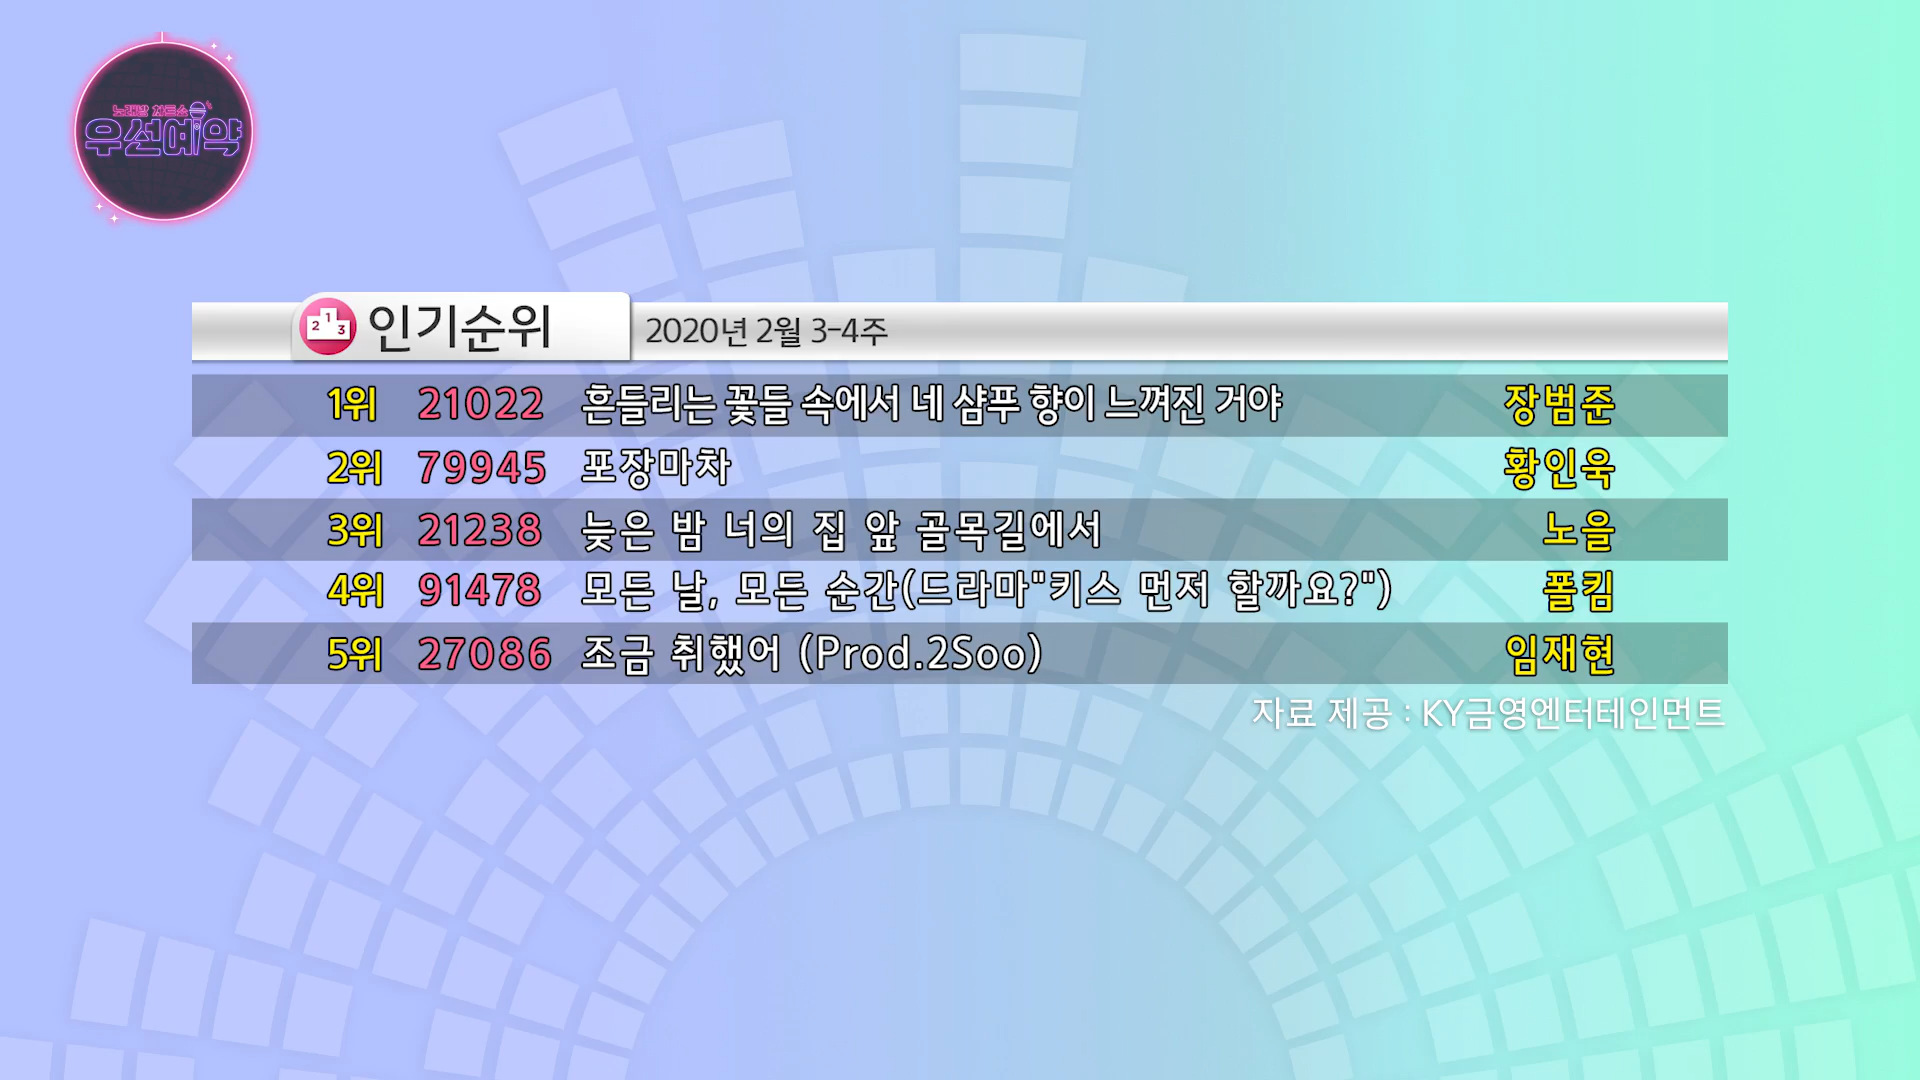 노래방 차트쇼
우선예약
인기순위 2020년 2월 3-4주
1위 21022 흔들리는 꽃들 속에서 네 샴푸 향이 느껴진 거야 장범준
2위 79945 포장마차 황인욱
3위 21238 늦은 밤 너의 집 앞 골목길에서 노을
4위 91478 모든 날, 모든 순간(드라마"키스 먼저 할까요?") 폴킴
5위 27086 조금 취했어 (Prod.2Soo) 임재현
자료 제공 : KY금영엔터테인먼트